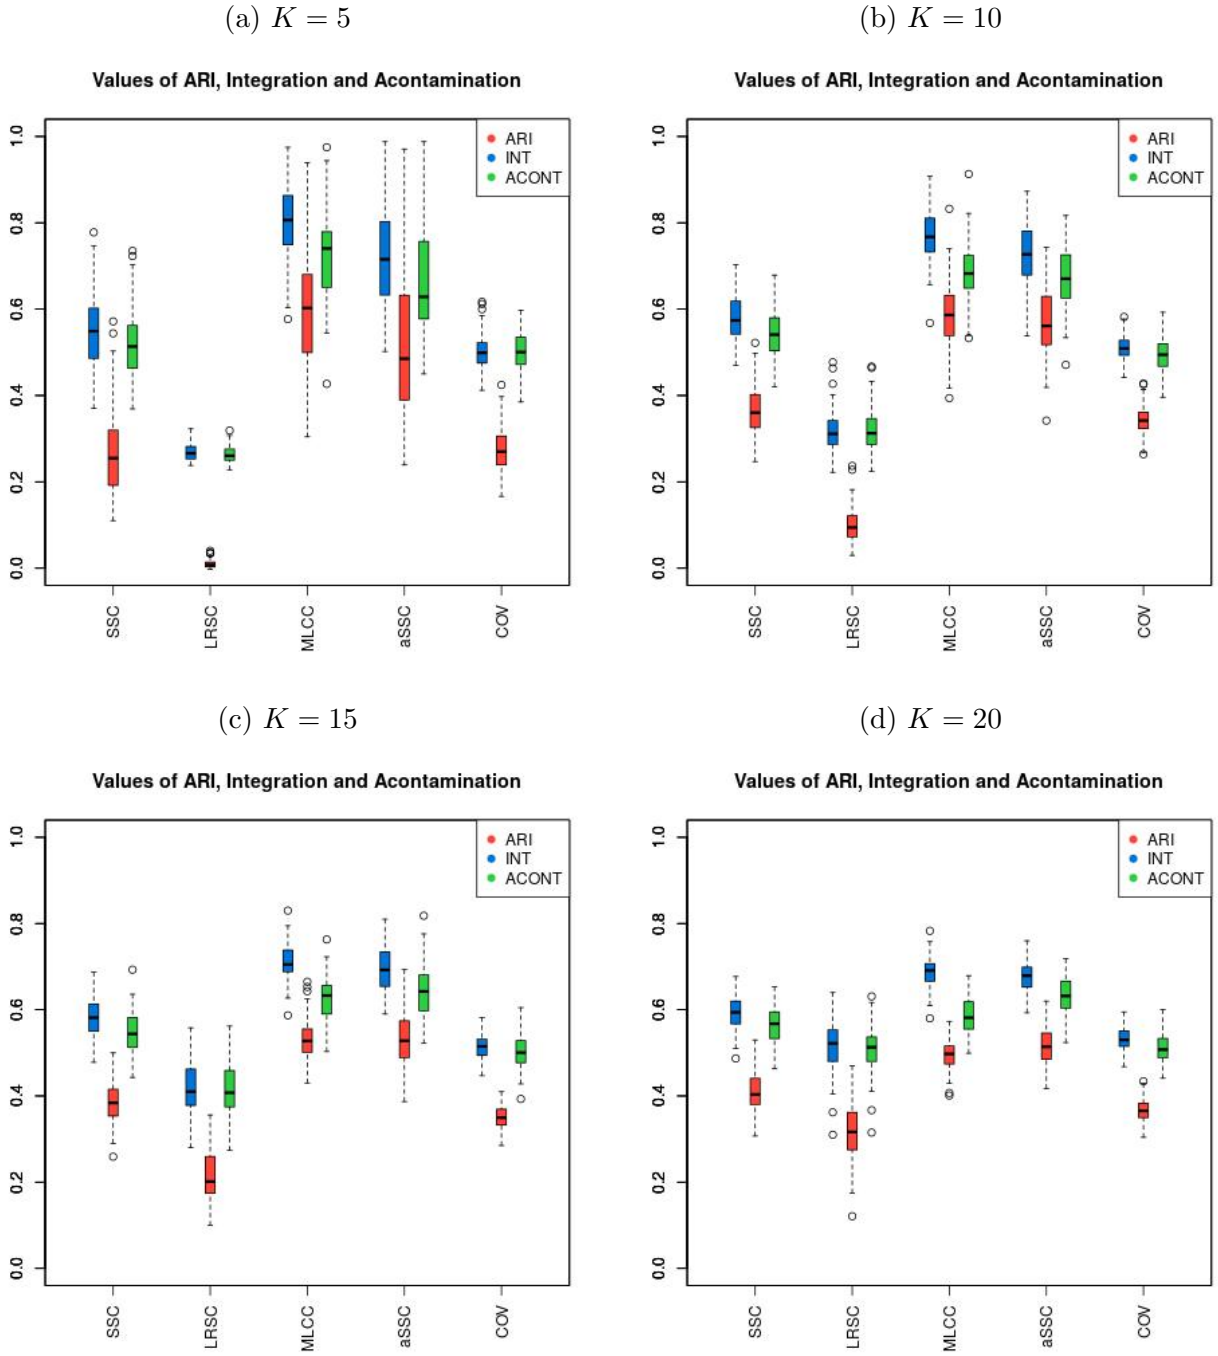 (a) K = 5
Values of ARI, Integration and Acontamination
1.0
0.8
0.6
0.4
0.2
0.0
ARI
INT
ACONT
SSC
LRSC
MLCC
aSSC
COV
(b) K = 10
Values of ARI, Integration and Acontamination
1.0
0.8
0.6
0.4
0.2
0.0
ARI
INT
ACONT
SSC
LRSC
MLCC
aSSC
COV
(c) K = 15
Values of ARI, Integration and Acontamination
1.0
0.8
0.6
0.4
0.2
0.0
ARI
INT
ACONT
SSC
LRSC
MLCC
aSSC
COV
(d) K = 20
Values of ARI, Integration and Acontamination
1.0
0.8
0.6
0.4
0.2
0.0
ARI
INT
ACONT
SSC
LRSC
MLCC
aSSC
COV